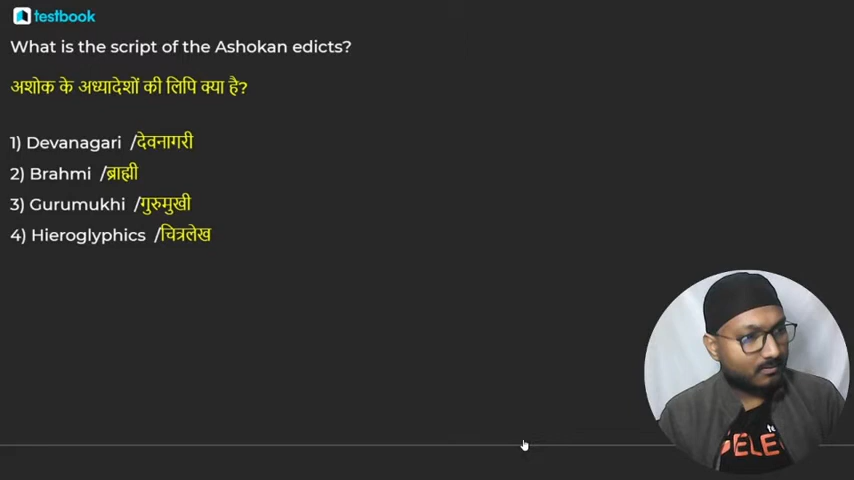 testbook
What is the script of the Ashokan edicts?
अशोक के अध्यादेशों की लिपि क्या है?
1) Devanagari /देवनागरी
2) Brahmi /ब्राह्मी
3) Gurumukhi /गुरुमुखी
4) Hieroglyphics /चित्रलेख